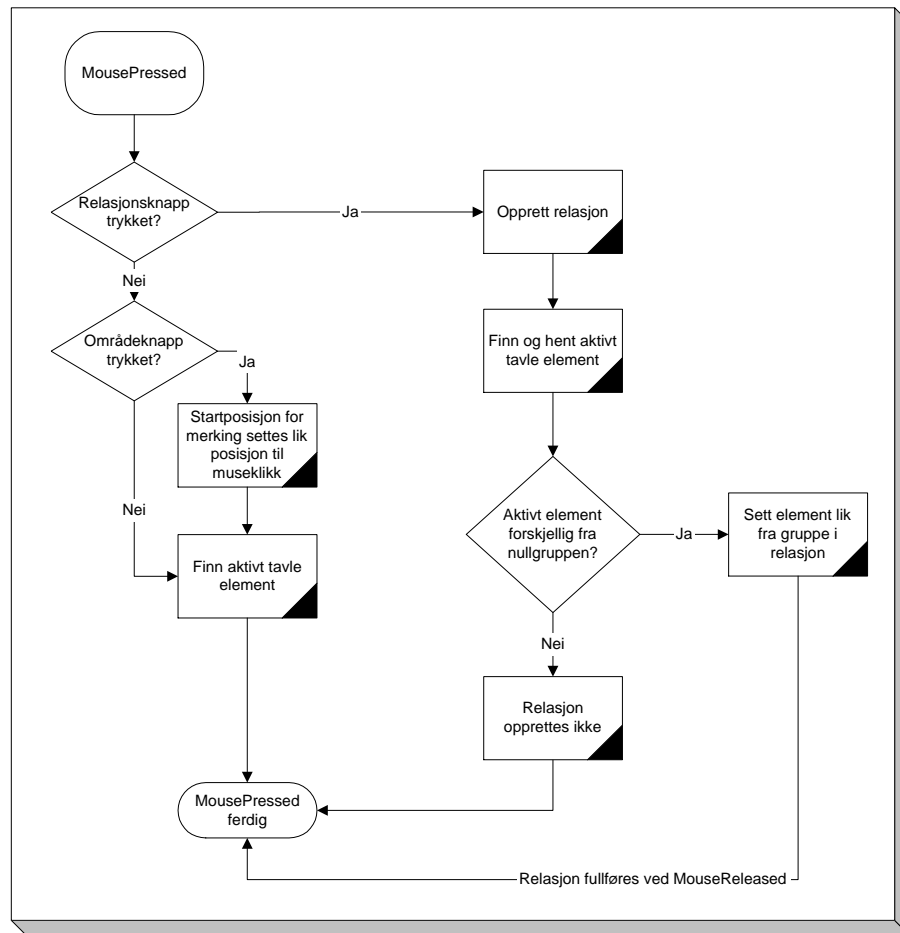 MousePressed
Relasjonsknapp
trykket?
Ja
Opprett relasjon
Nei
Områdeknapp
trykket?
Ja
Finn og hent aktivt
tavle element
Startposisjon for
merking settes lik
posisjon til
museklikk
Nei
Finn aktivt tavle
element
Aktivt element
forskjellig fra
nullgruppen?
Ja
Sett element lik
fra gruppe i
relasjon
Nei
Relasjon
opprettes ikke
MousePressed
ferdig
Relasjon fullføres ved MouseReleased